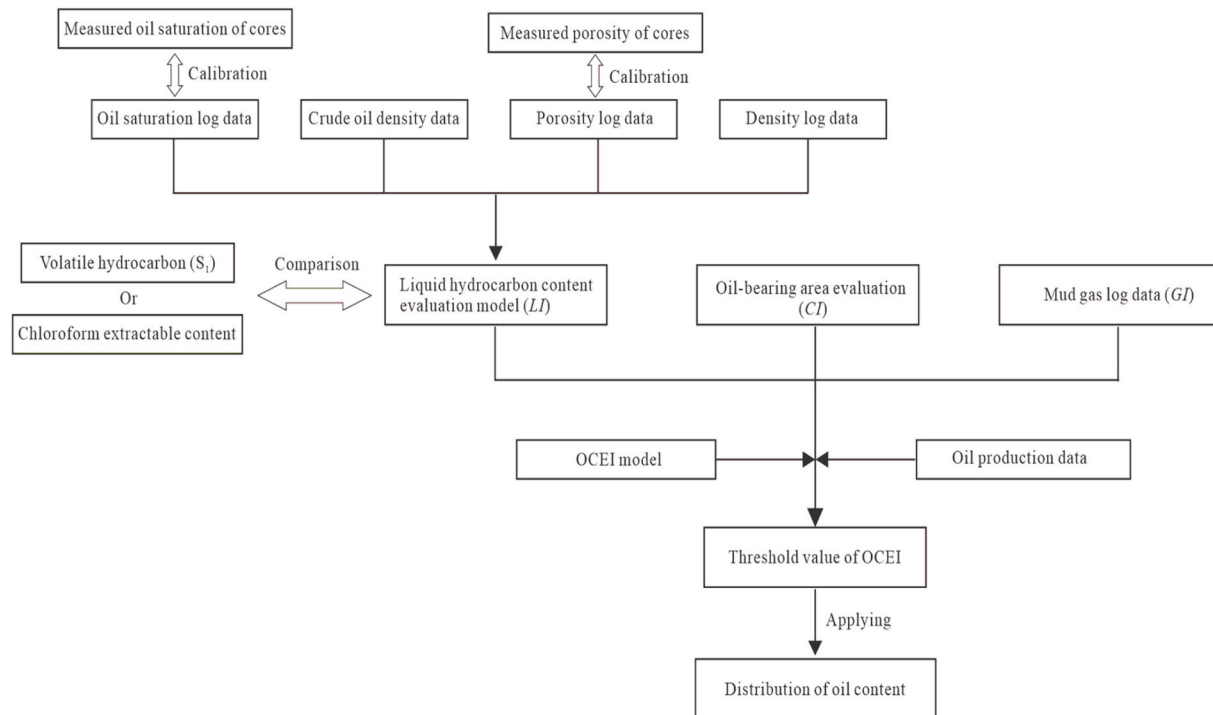 Measured oil saturation of cores
Measured porosity of cores
Calibration
Calibration
Oil saturation log data
Crude oil density data
Porosity log data
Density log data
Volatile hydrocarbon (S₁)
Or
Chloroform extractable content
Comparison
Liquid hydrocarbon content
evaluation model (LI)
Oil-bearing area evaluation
(CI)
Mud gas log data (GI)
OCEI model
Oil production data
Threshold value of OCEI
Applying
Distribution of oil content